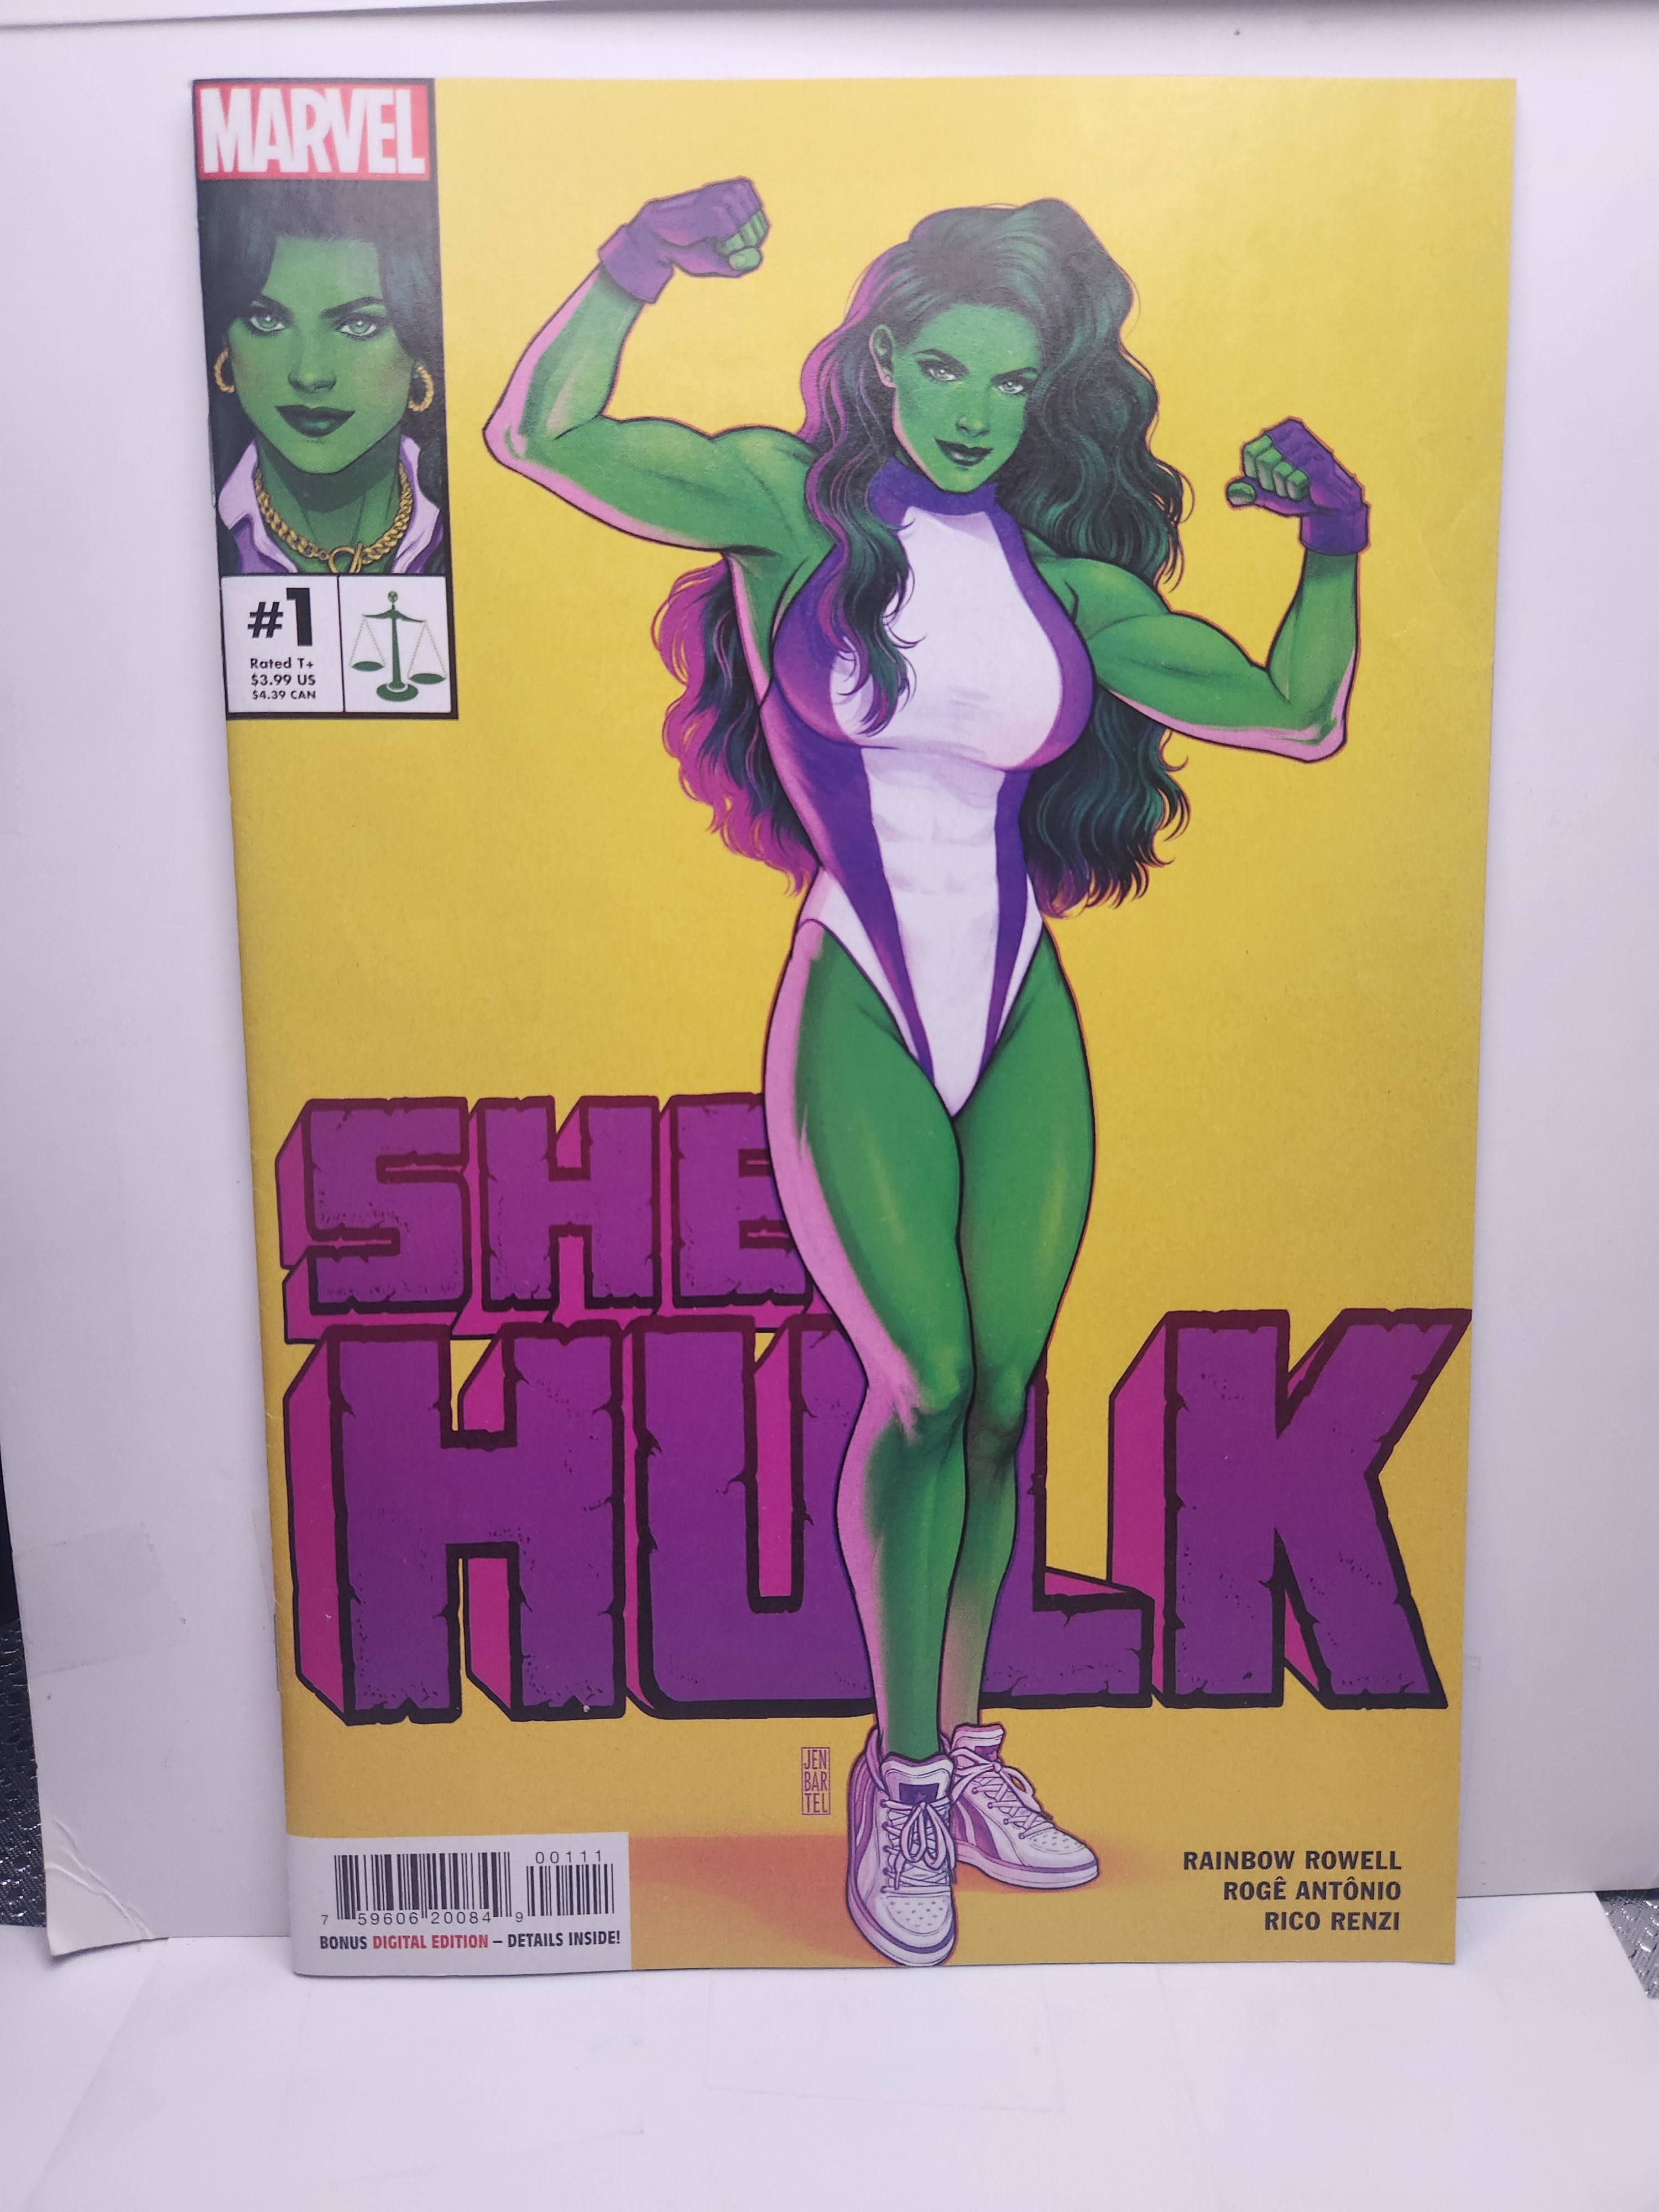 MARVEL
#1
Rated T+
$3.99 US
$4.39 CAN
SHE
HULK
JEN
BAR
TEL
00111
7 59606 20084 9
BONUS DIGITAL EDITION – DETAILS INSIDE!
RAINBOW ROWELL
ROGÊ ANTÔNIO
RICO RENZI